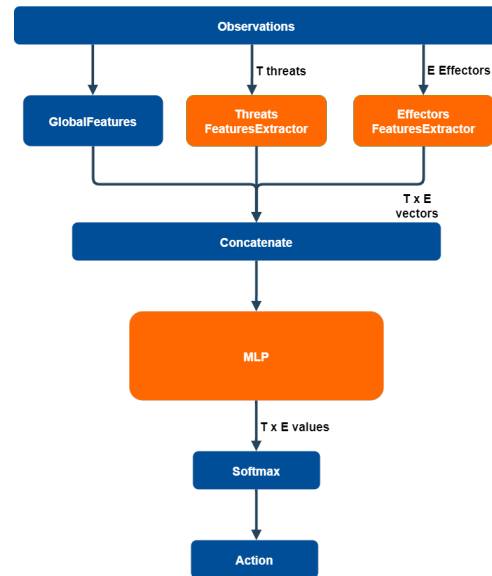 Observations
T threats
E Effectors
GlobalFeatures
Threats
FeaturesExtractor
Effectors
FeaturesExtractor
T x E
vectors
Concatenate
MLP
T x E values
Softmax
Action